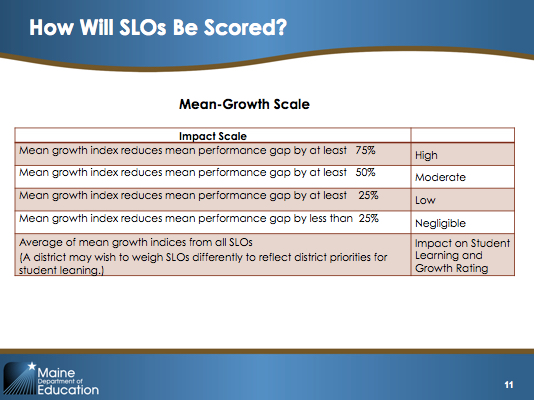 How Will SLOs Be Scored?
Mean-Growth Scale
Impact Scale
Mean growth index reduces mean performance gap by at least 75%
High
Mean growth index reduces mean performance gap by at least 50%
Moderate
Mean growth index reduces mean performance gap by at least 25%
Low
Mean growth index reduces mean performance gap by less than 25%
Negligible
Average of mean growth indices from all SLOs
(A district may wish to weigh SLOs differently to reflect district priorities for
student leaning.)
Impact on Student
Learning and
Growth Rating
Maine
Department of
Education
11